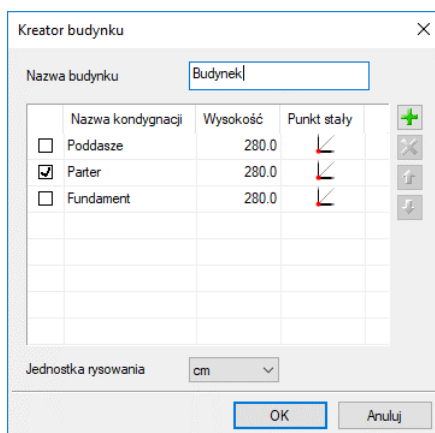 Kreator budynku
Nazwa budynku Budynek
Nazwa kondygnacji Wysokość Punkt stały
Poddasze 280.0
Parter 280.0
Fundament 280.0
Jednostka rysowania cm
OK Anuluj